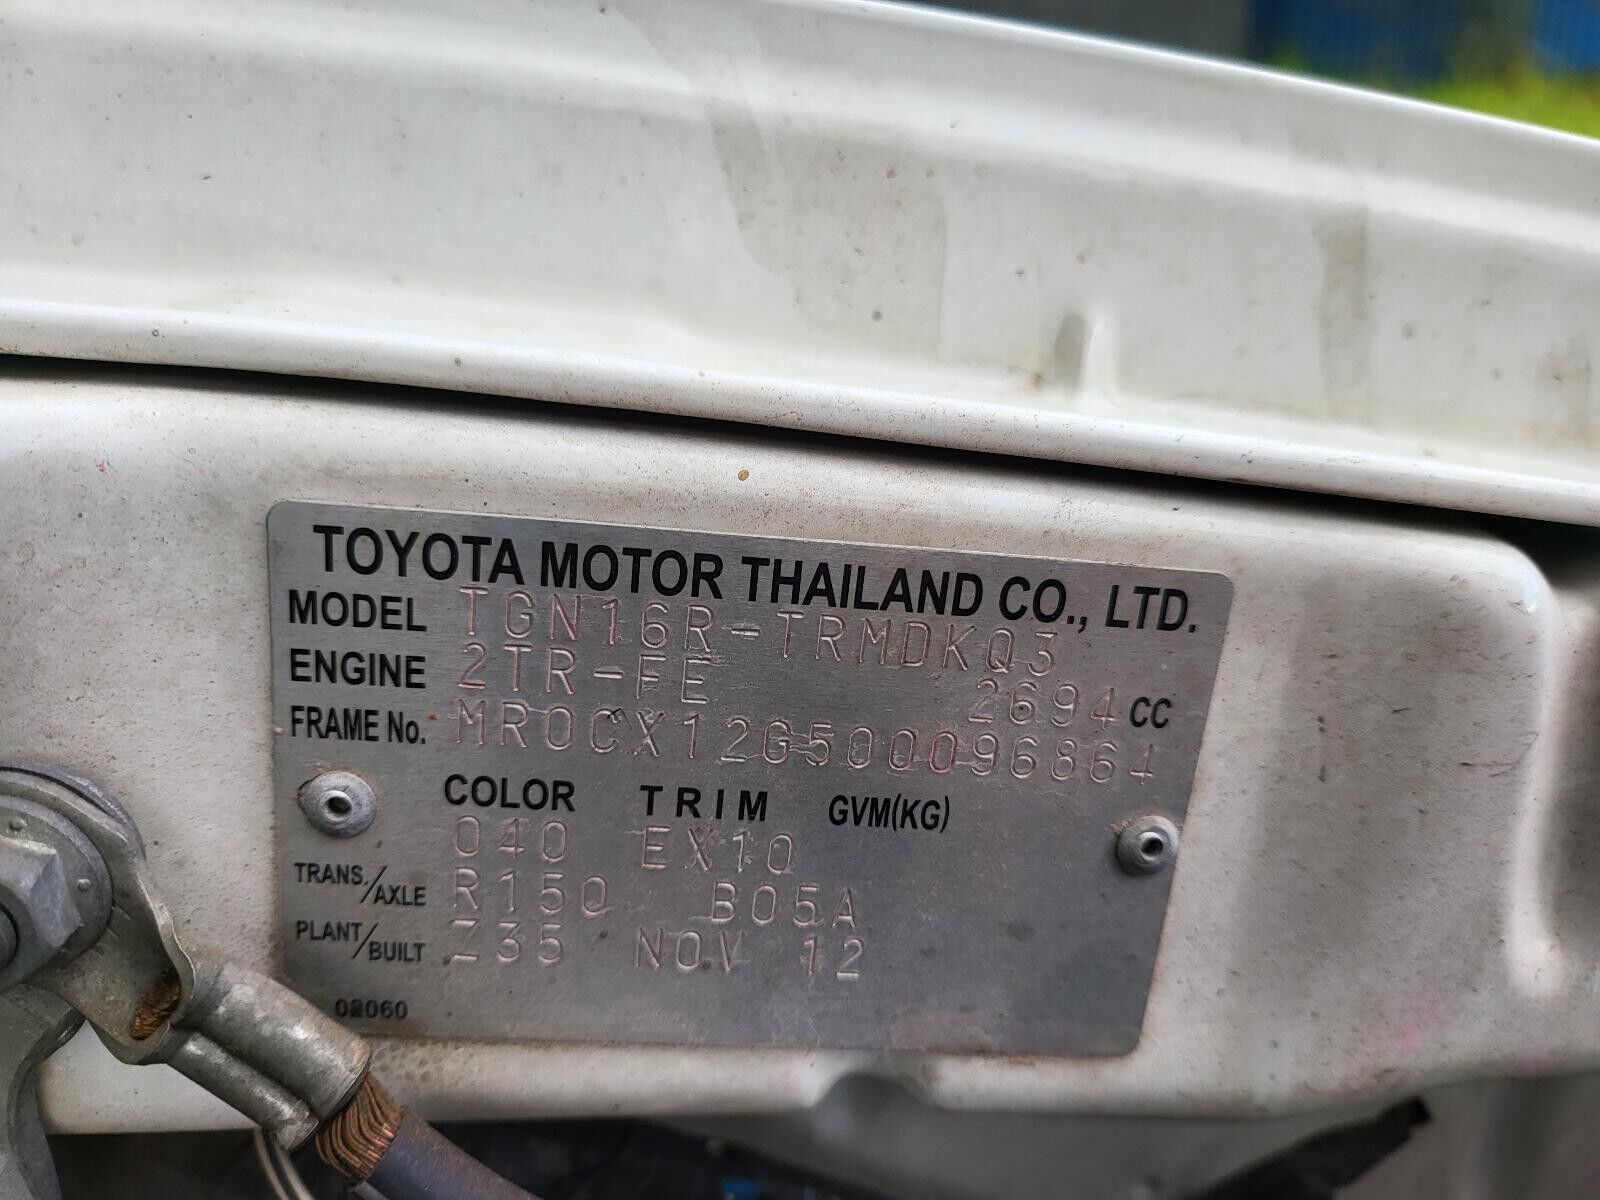 TOYOTA MOTOR THAILAND CO., LTD.
MODEL TGN16R-TRMDKQ3
ENGINE 2TR-FE 2694 CC
FRAME No. MR0CX12G500096864
COLOR TRIM GVM(KG)
040 EX10
TRANS./AXLE R150 B05A
PLANT/BUILT Z35 NOV 12
02060